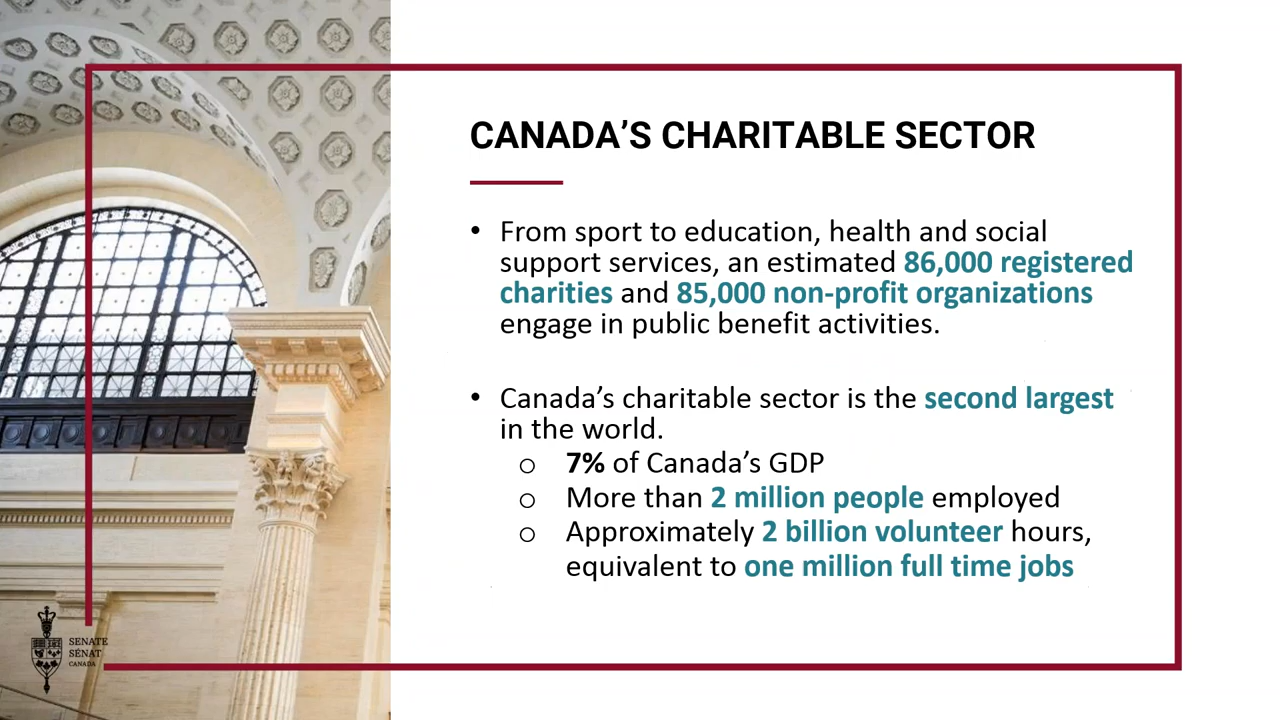 CANADA’S CHARITABLE SECTOR
• From sport to education, health and social
support services, an estimated 86,000 registered
charities and 85,000 non-profit organizations
engage in public benefit activities.
• Canada’s charitable sector is the second largest
in the world.
o 7% of Canada’s GDP
o More than 2 million people employed
o Approximately 2 billion volunteer hours,
equivalent to one million full time jobs
SENATE
SÉNAT
CANADA